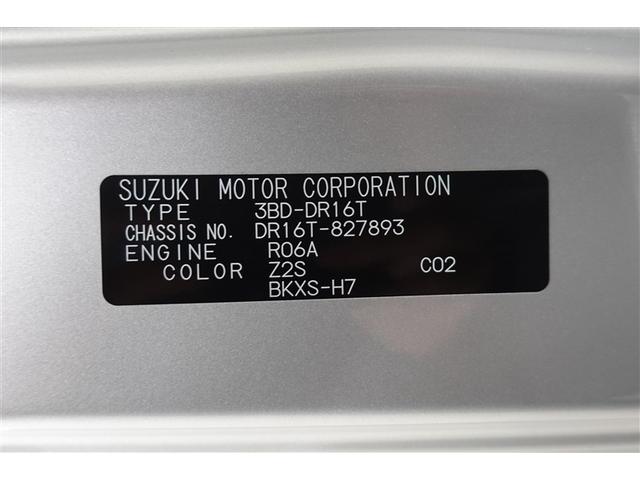 SUZUKI MOTOR CORPORATION
TYPE 3BD-DR16T
CHASSIS NO. DR16T-827893
ENGINE R06A
COLOR Z2S C02
BKXS-H7